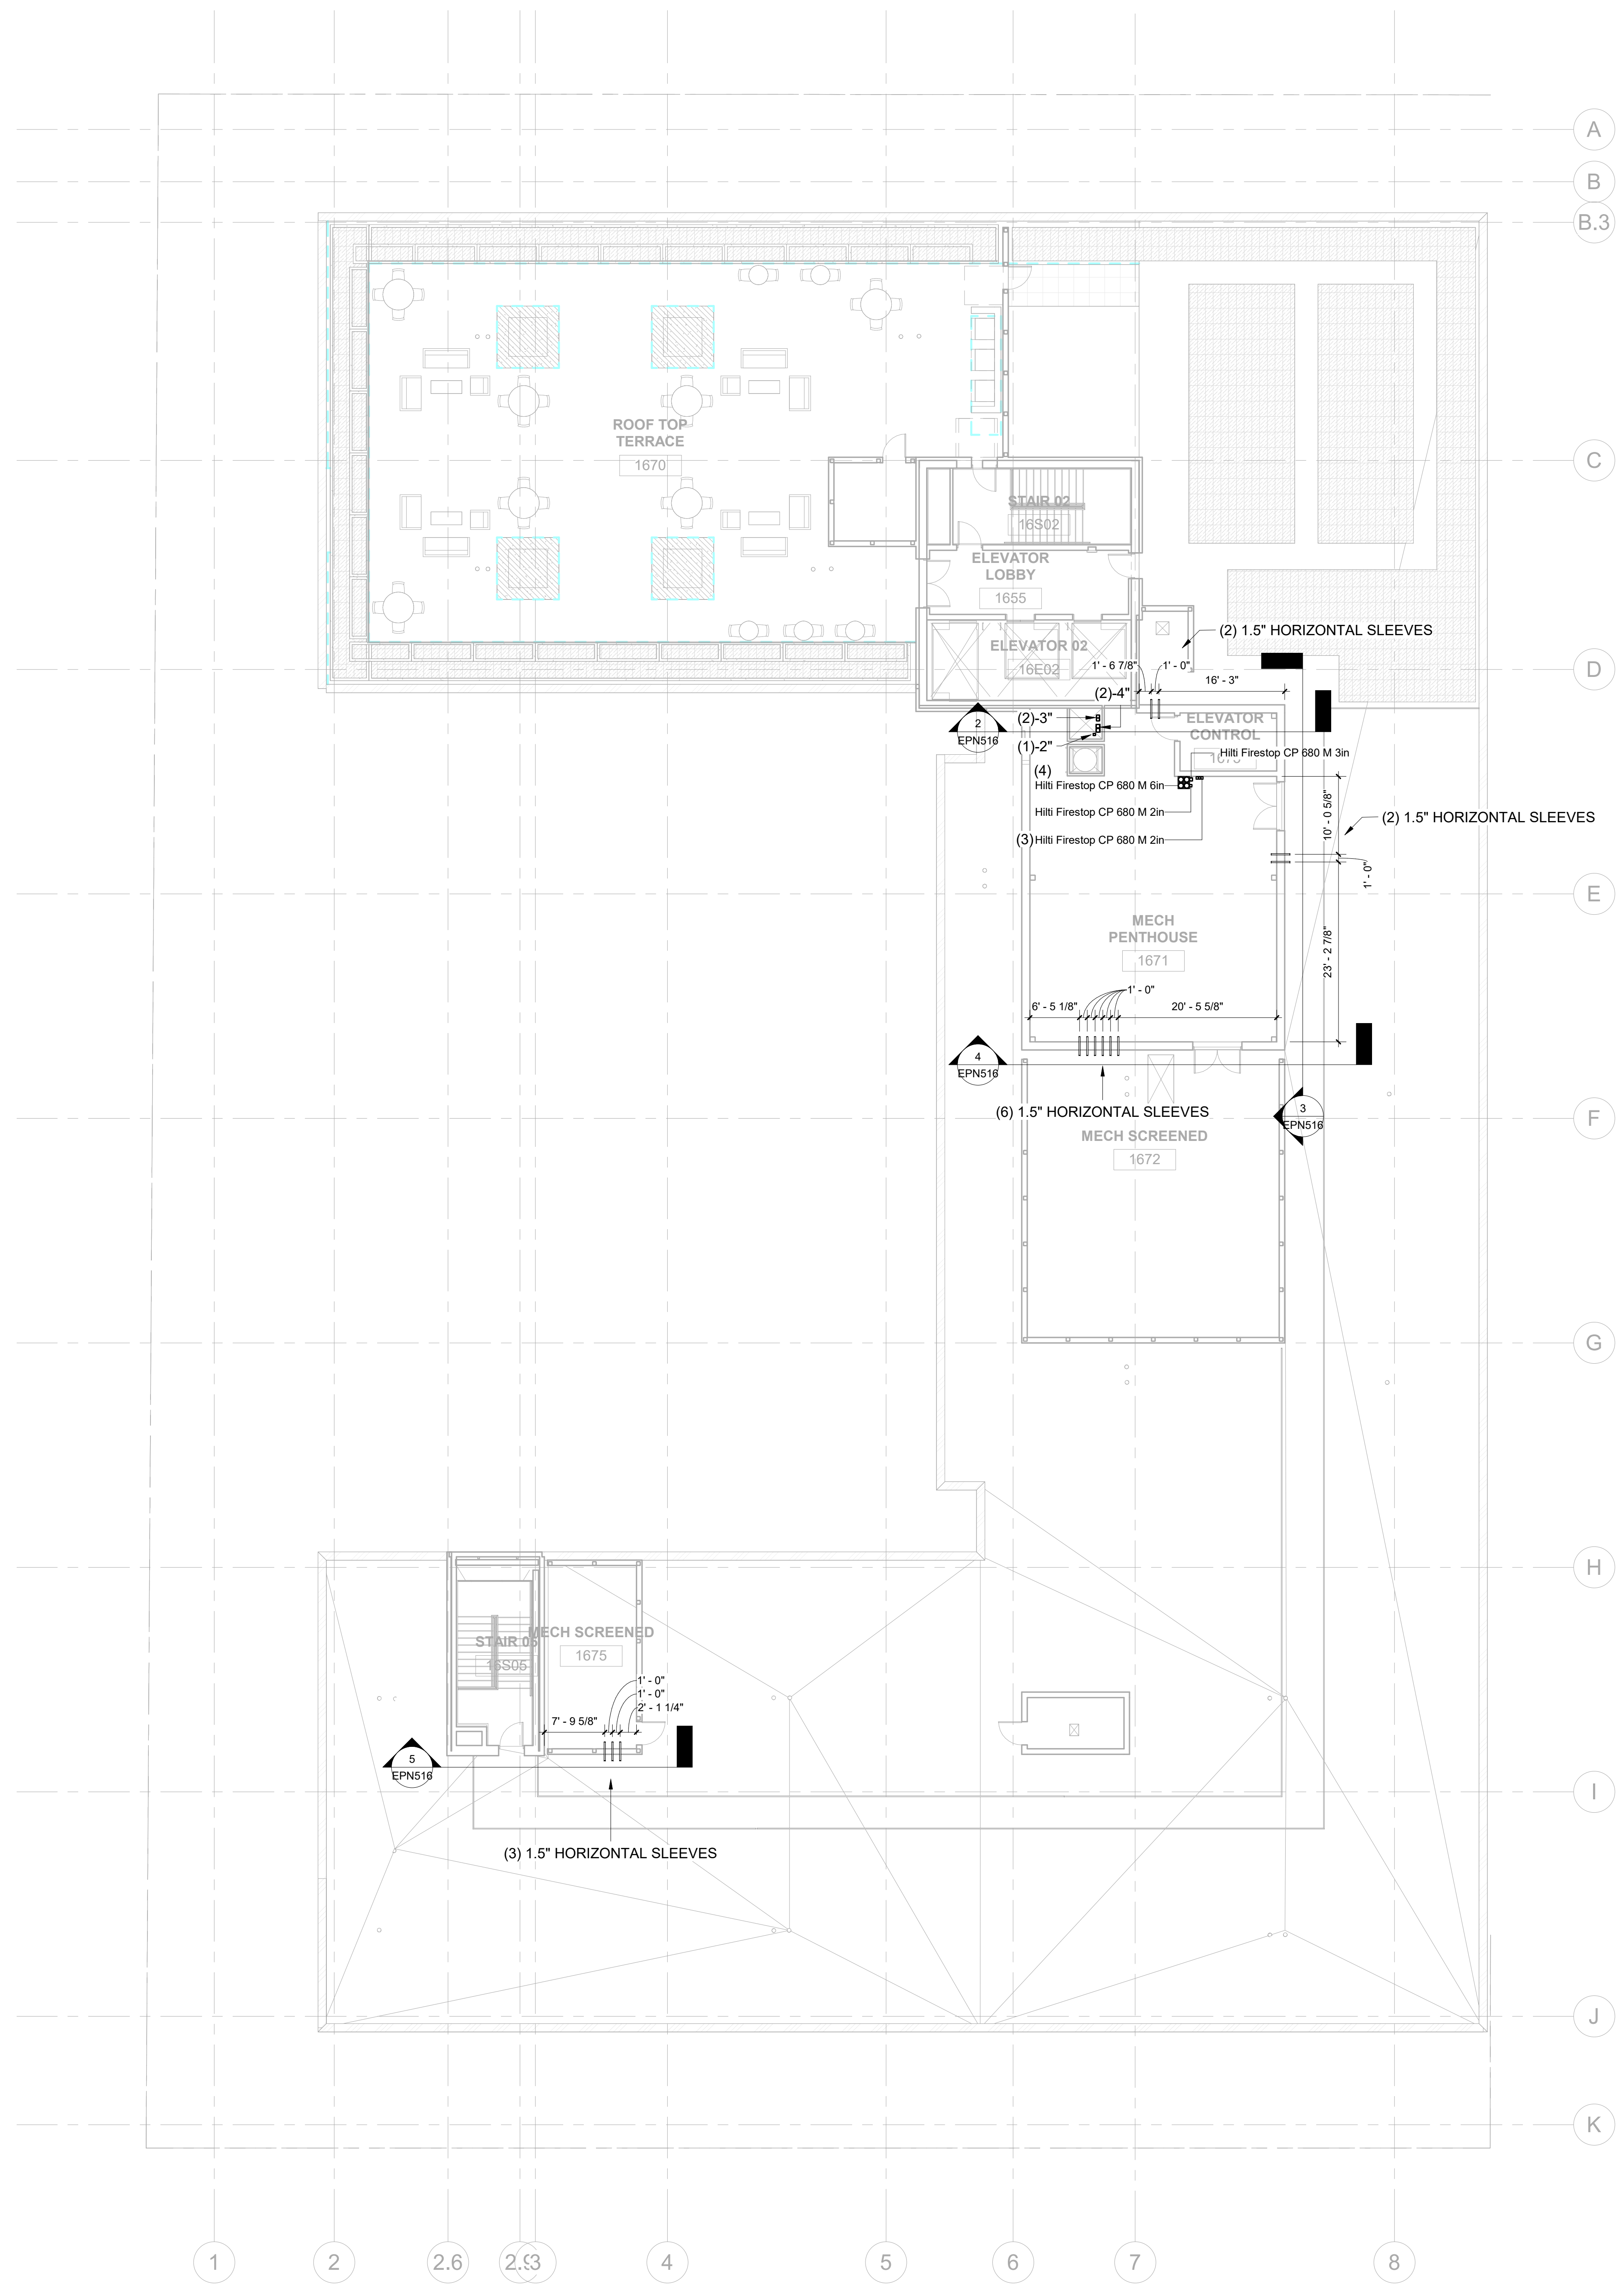 A
B
B.3
ROOF TOP
TERRACE
1670
C
STAIR 02
16S02
ELEVATOR
LOBBY
1655
(2) 1.5" HORIZONTAL SLEEVES
ELEVATOR 02
16E02
1' - 6 7/8"
1' - 0"
D
16' - 3"
(2)-4"
(2)-3"
2
EPN516
(1)-2"
ELEVATOR
CONTROL
Hilti Firestop CP 680 M 3in
(4)
Hilti Firestop CP 680 M 6in
Hilti Firestop CP 680 M 2in
(3) Hilti Firestop CP 680 M 2in
10' - 0 5/8"
(2) 1.5" HORIZONTAL SLEEVES
1' - 0"
E
MECH
PENTHOUSE
1671
23' - 2 7/8"
1' - 0"
6' - 5 1/8"
20' - 5 5/8"
4
EPN516
(6) 1.5" HORIZONTAL SLEEVES
3
EPN516
F
MECH SCREENED
1672
G
H
MECH SCREENED
1675
STAIR 05
16S05
1' - 0"
1' - 0"
2' - 1 1/4"
7' - 9 5/8"
5
EPN516
I
(3) 1.5" HORIZONTAL SLEEVES
J
K
1
2
2.6
2.9
3
4
5
6
7
8